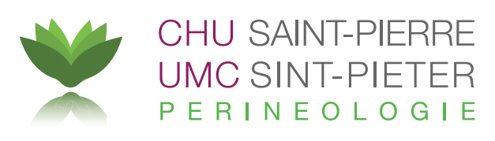 CHU SAINT-PIERRE
UMC SINT-PIETER
PERINEOLOGIE